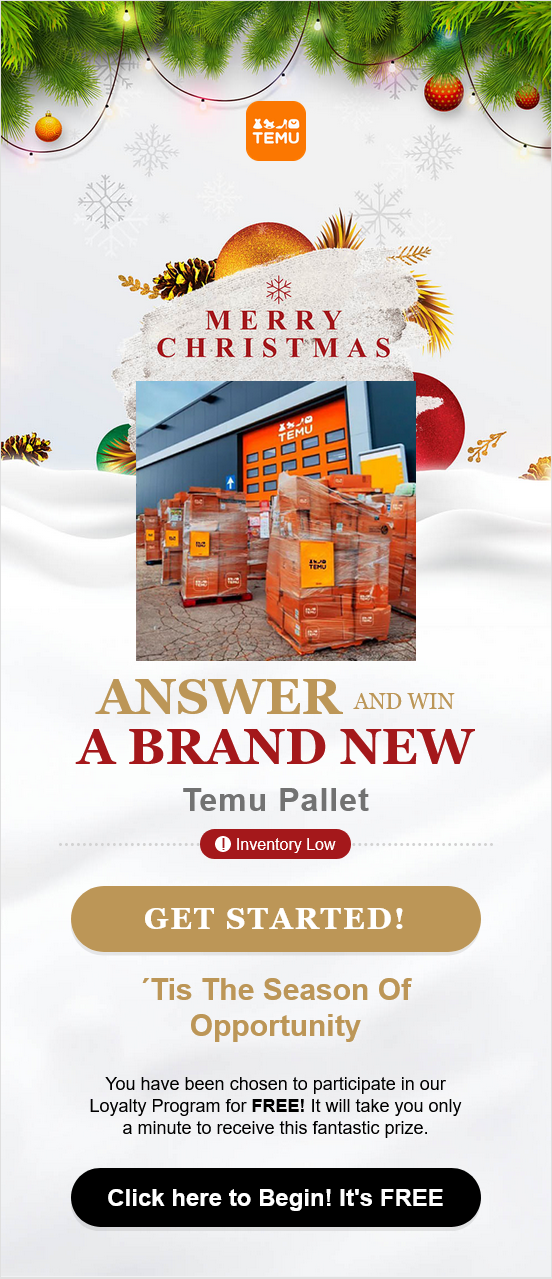 TEMU
MERRY
CHRISTMAS
TEMU
TEMU
TEMU
ANSWER AND WIN
A BRAND NEW
Temu Pallet
! Inventory Low
GET STARTED!
´Tis The Season Of
Opportunity
You have been chosen to participate in our
Loyalty Program for FREE! It will take you only
a minute to receive this fantastic prize.
Click here to Begin! It's FREE